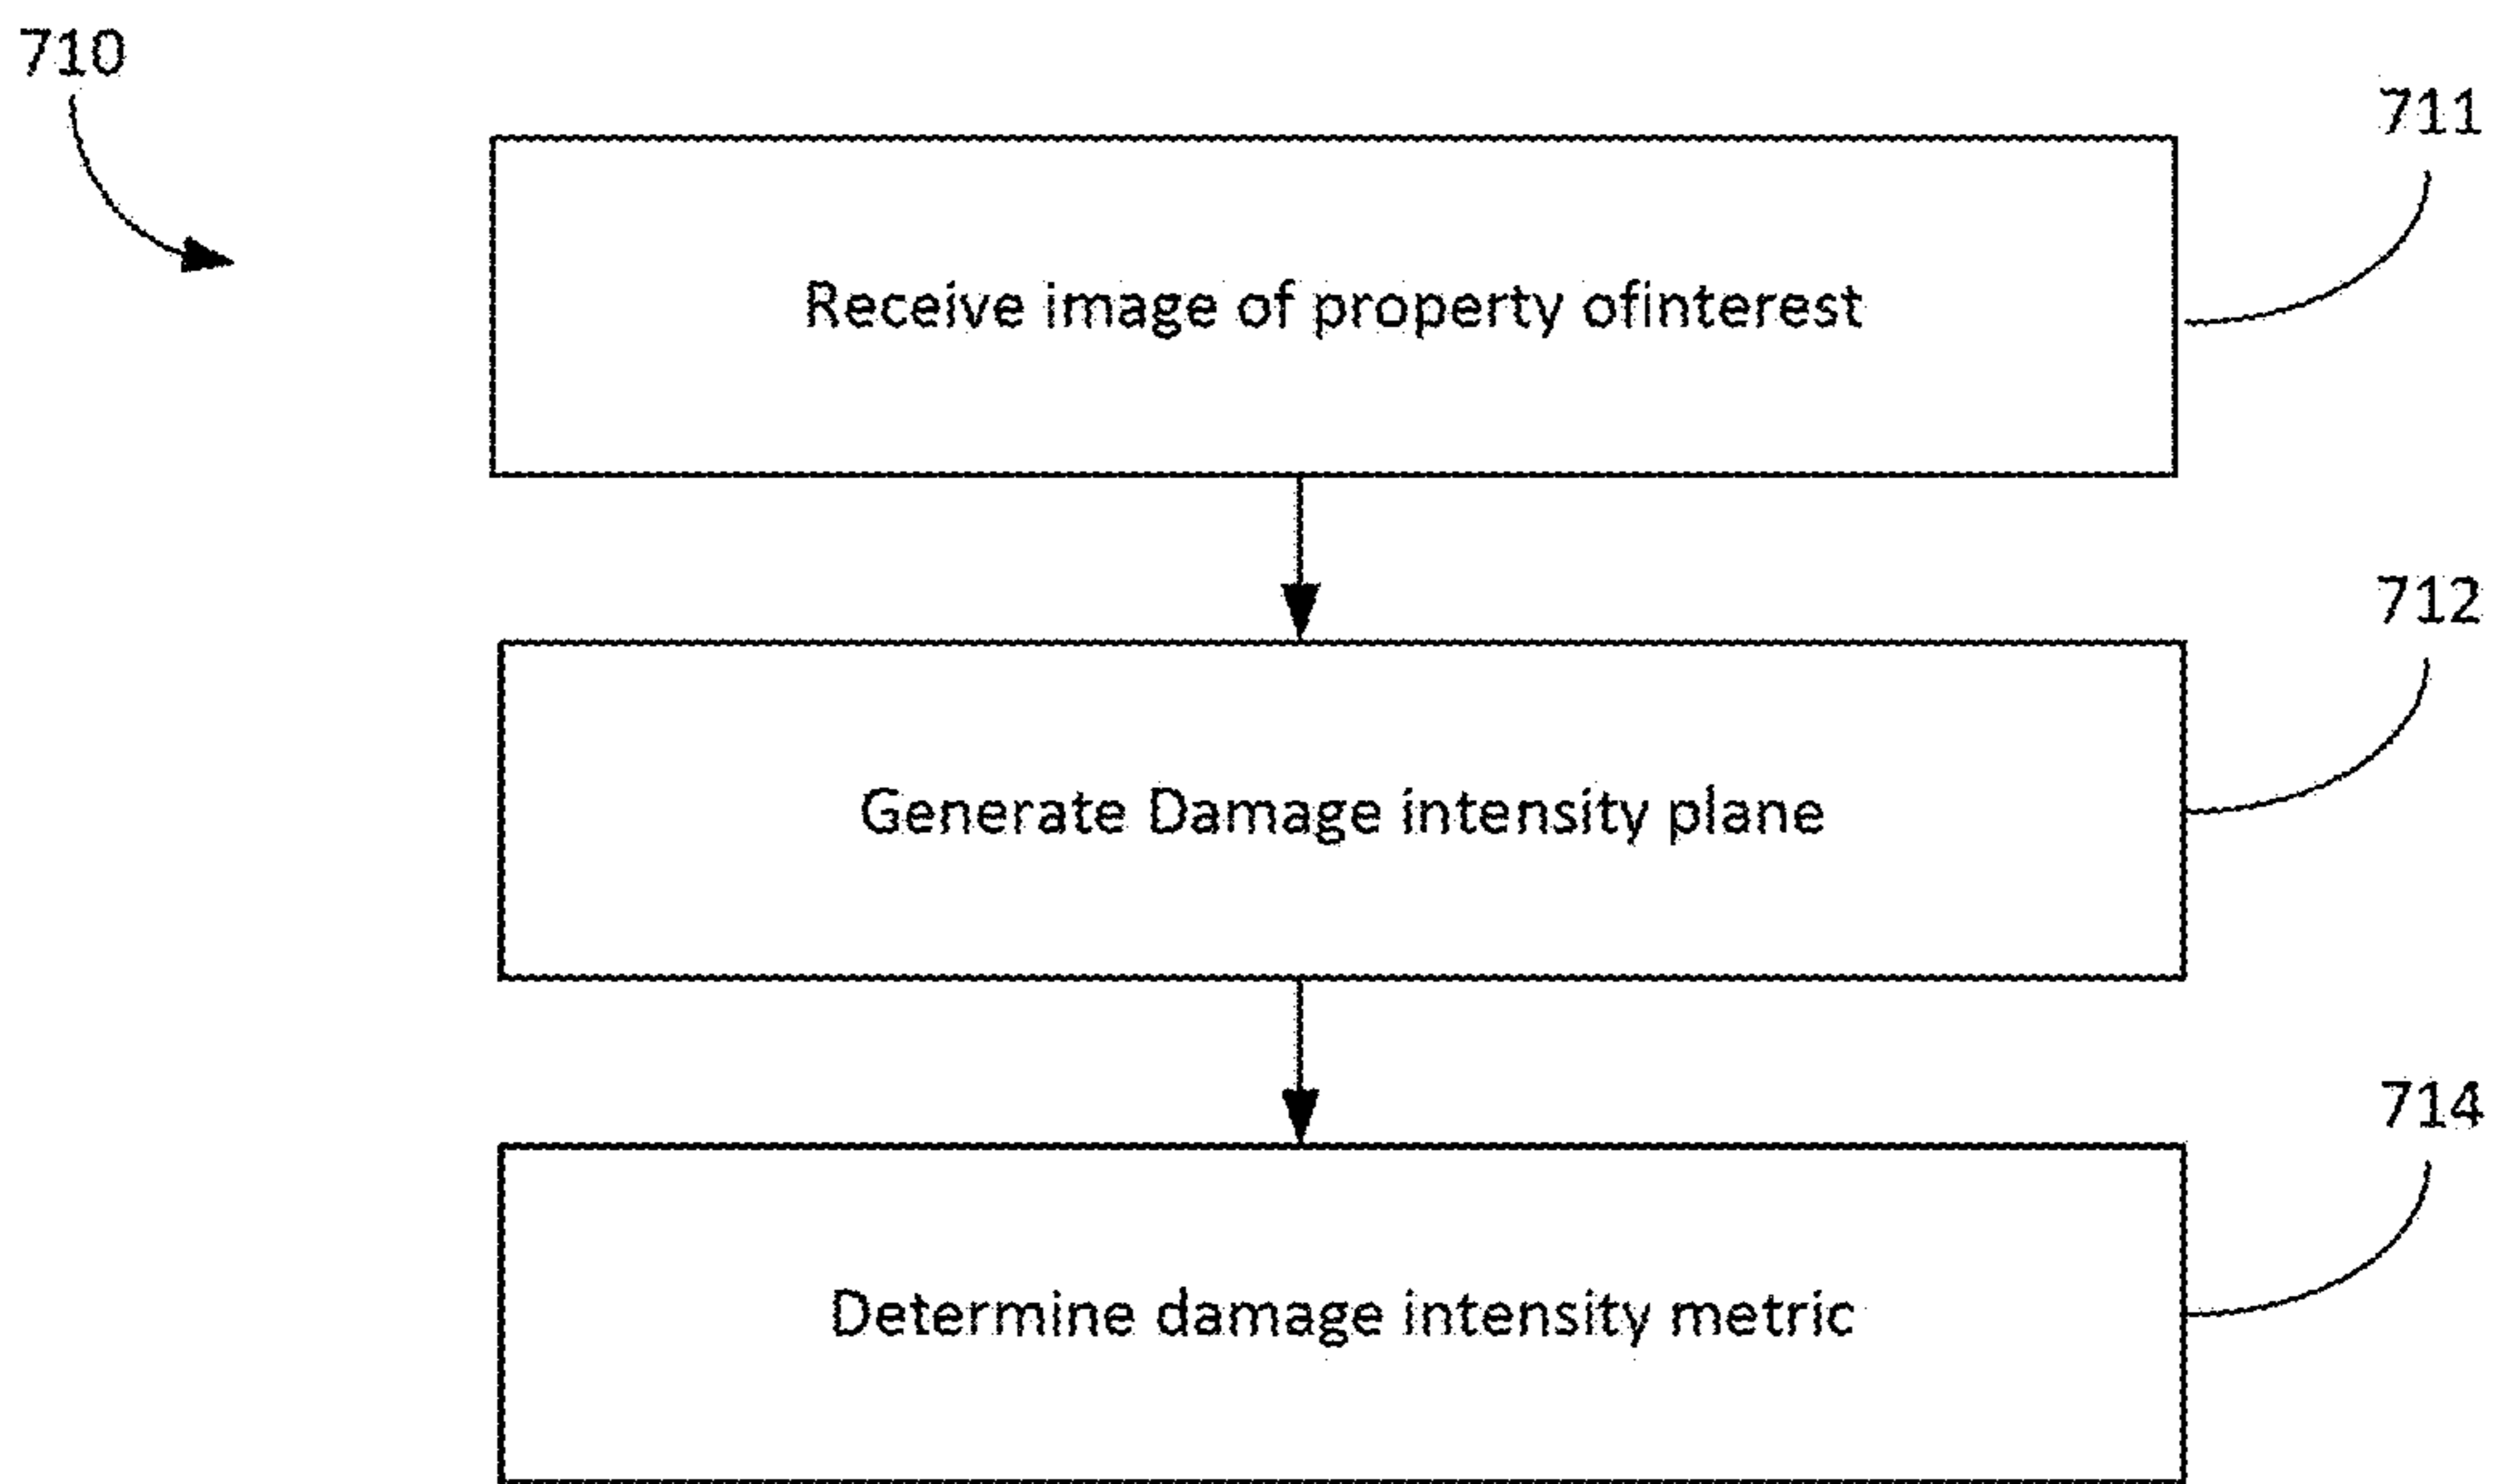 710
711
Receive image of property ofinterest
712
Generate Damage intensity plane
714
Determine damage intensity metric